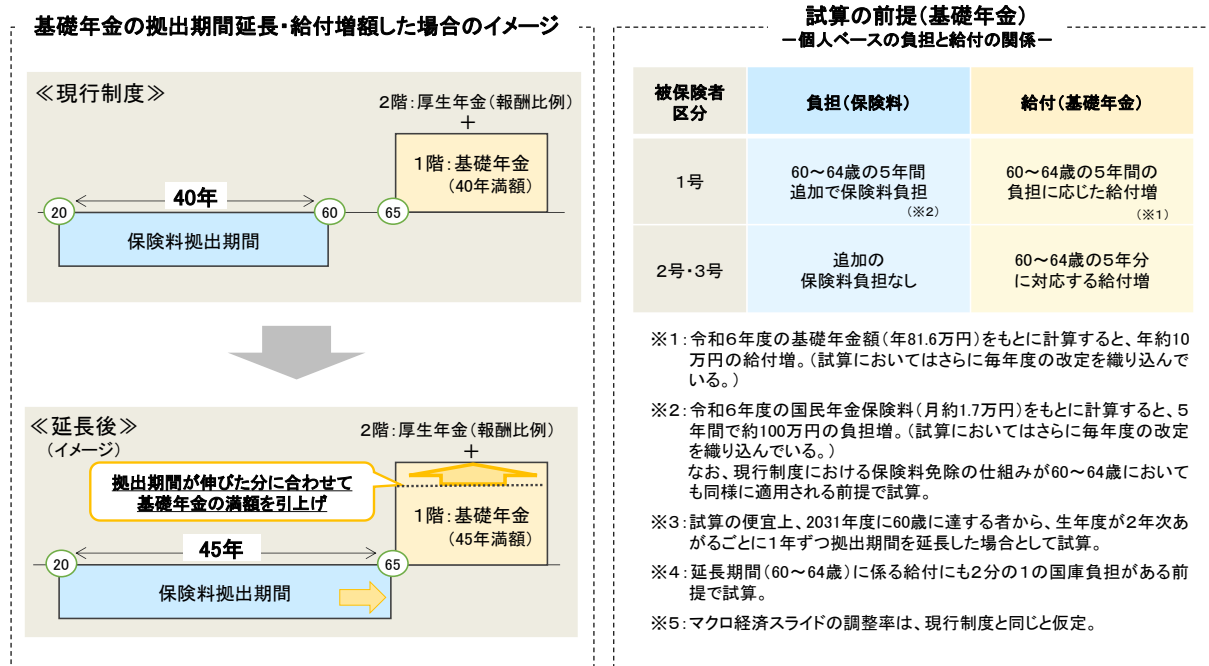 基礎年金の拠出期間延長・給付増額した場合のイメージ
≪現行制度≫
2階:厚生年金(報酬比例)
+
1階:基礎年金
(40年満額)
40年
20
60
65
保険料拠出期間
≪延長後≫
(イメージ)
2階:厚生年金(報酬比例)
+
拠出期間が伸びた分に合わせて
基礎年金の満額を引上げ
1階:基礎年金
(45年満額)
45年
20
65
保険料拠出期間
試算の前提(基礎年金)
-個人ベースの負担と給付の関係-
被保険者
区分
負担(保険料)
給付(基礎年金)
1号
60~64歳の5年間
追加で保険料負担
(※2)
60~64歳の5年間の
負担に応じた給付増
(※1)
2号・3号
追加の
保険料負担なし
60~64歳の5年分
に対応する給付増
※1:令和6年度の基礎年金額(年81.6万円)をもとに計算すると、年約10
万円の給付増。(試算においてはさらに毎年度の改定を織り込んで
いる。)
※2:令和6年度の国民年金保険料(月約1.7万円)をもとに計算すると、5
年間で約100万円の負担増。(試算においてはさらに毎年度の改定
を織り込んでいる。)
なお、現行制度における保険料免除の仕組みが60~64歳において
も同様に適用される前提で試算。
※3:試算の便宜上、2031年度に60歳に達する者から、生年度が2年次あ
がるごとに1年ずつ拠出期間を延長した場合として試算。
※4:延長期間(60~64歳)に係る給付にも2分の1の国庫負担がある前
提で試算。
※5:マクロ経済スライドの調整率は、現行制度と同じと仮定。